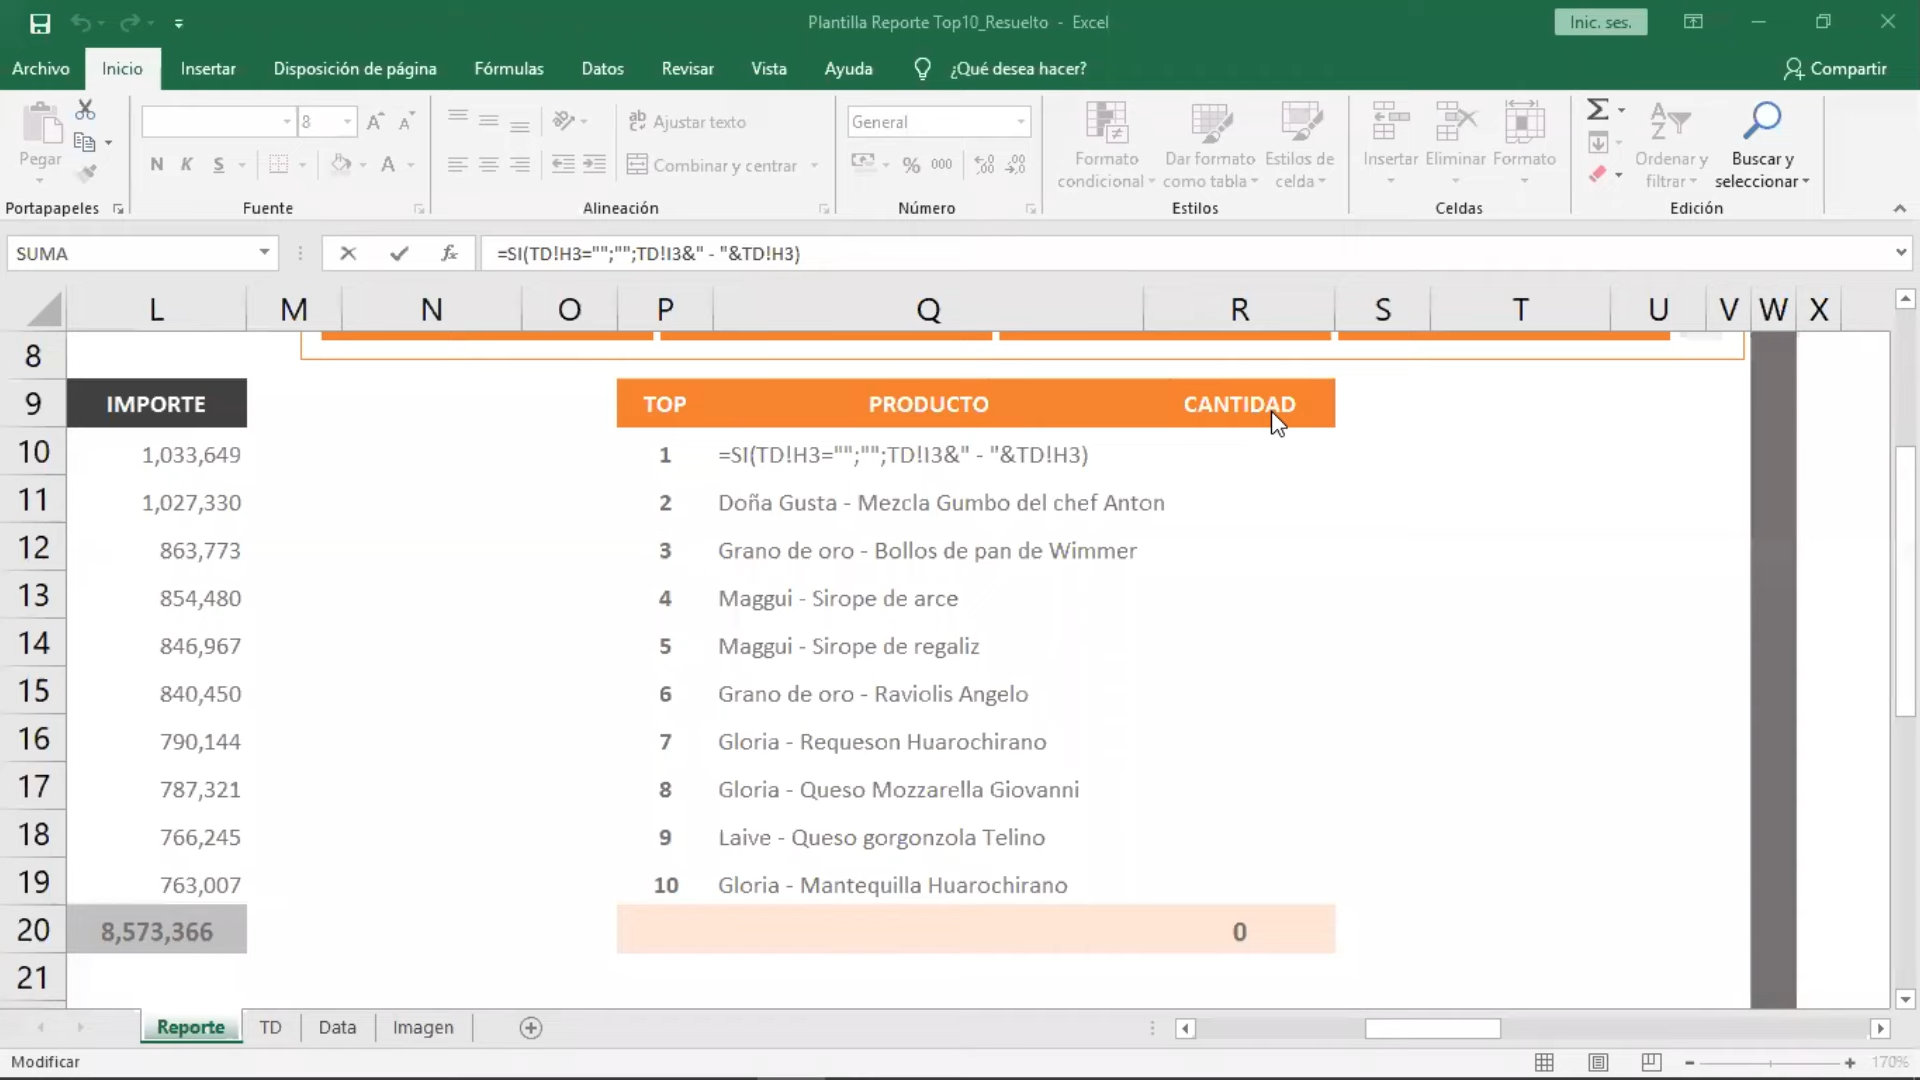 Plantilla Reporte Top10_Resuelto - Excel
Inic. ses.
Archivo Inicio Insertar Disposición de página Fórmulas Datos Revisar Vista Ayuda ¿Qué desea hacer? Compartir
Pegar
Portapapeles
8
N K S A
Fuente
Ajustar texto
Combinar y centrar
Alineación
General
% 000
Número
Formato condicional
Dar formato como tabla
Estilos de celda
Estilos
Insertar Eliminar Formato
Celdas
Ordenar y filtrar
Buscar y seleccionar
Edición
SUMA fx =SI(TD!H3="";"";TD!I3&" - "&TD!H3)
L M N O P Q R S T U V W X
8
9 IMPORTE TOP PRODUCTO CANTIDAD
10 1,033,649 1 =SI(TD!H3="";"";TD!I3&" - "&TD!H3)
11 1,027,330 2 Doña Gusta - Mezcla Gumbo del chef Anton
12 863,773 3 Grano de oro - Bollos de pan de Wimmer
13 854,480 4 Maggui - Sirope de arce
14 846,967 5 Maggui - Sirope de regaliz
15 840,450 6 Grano de oro - Raviolis Angelo
16 790,144 7 Gloria - Requeson Huarochirano
17 787,321 8 Gloria - Queso Mozzarella Giovanni
18 766,245 9 Laive - Queso gorgonzola Telino
19 763,007 10 Gloria - Mantequilla Huarochirano
20 8,573,366 0
21
Reporte TD Data Imagen
Modificar 170%